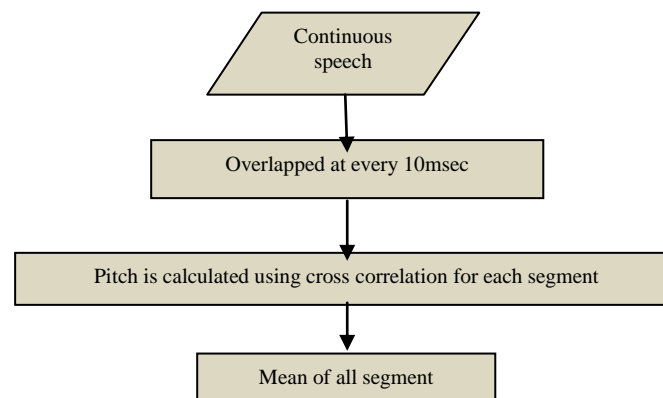 Continuous
speech
Overlapped at every 10msec
Pitch is calculated using cross correlation for each segment
Mean of all segment